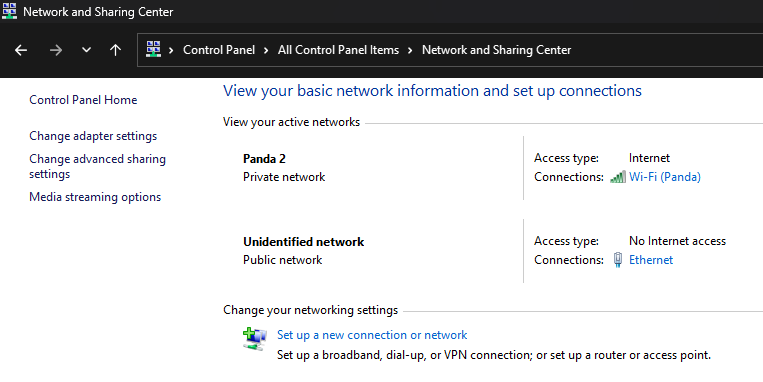 Network and Sharing Center
Control Panel > All Control Panel Items > Network and Sharing Center
Control Panel Home
Change adapter settings
Change advanced sharing
settings
Media streaming options
View your basic network information and set up connections
View your active networks
Panda 2
Private network
Access type: Internet
Connections: Wi-Fi (Panda)
Unidentified network
Public network
Access type: No Internet access
Connections: Ethernet
Change your networking settings
Set up a new connection or network
Set up a broadband, dial-up, or VPN connection; or set up a router or access point.